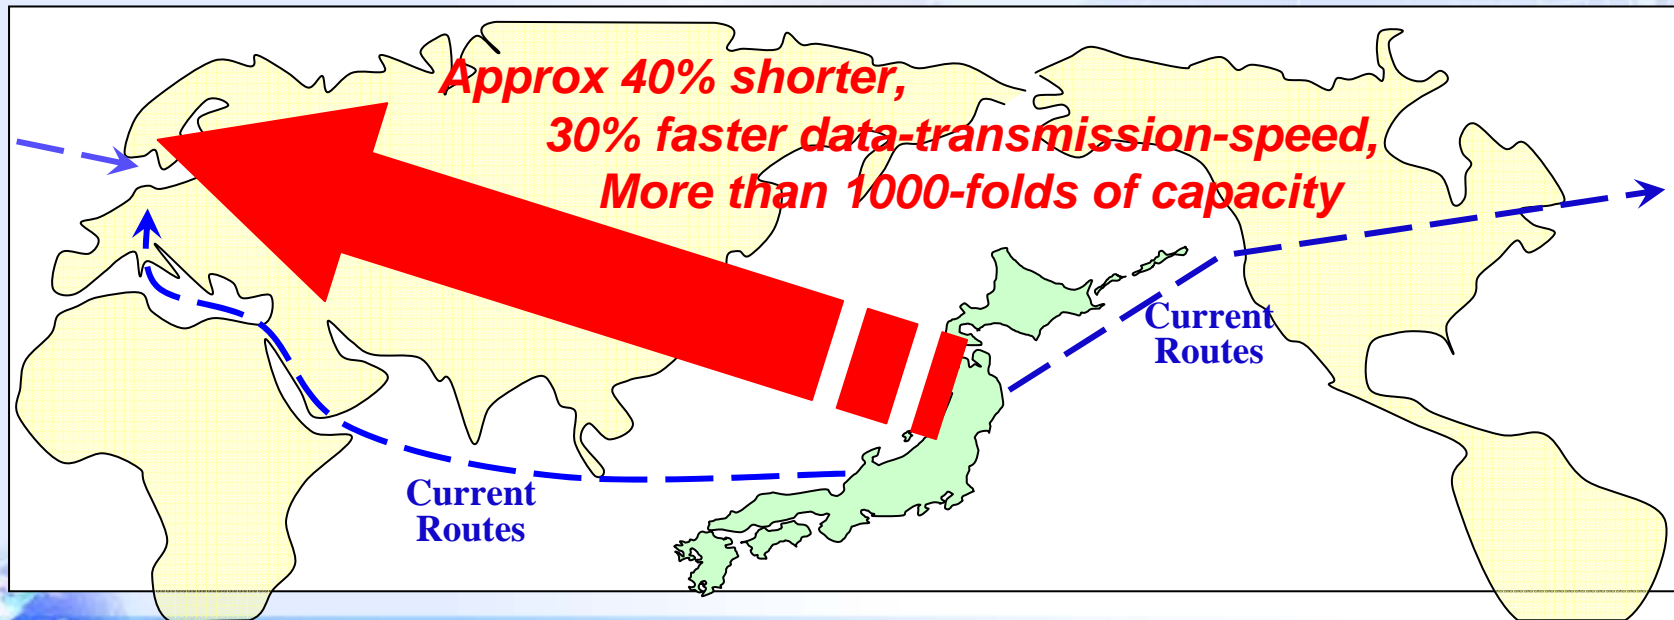 Approx 40% shorter,
30% faster data-transmission-speed,
More than 1000-folds of capacity
Current
Routes
Current
Routes